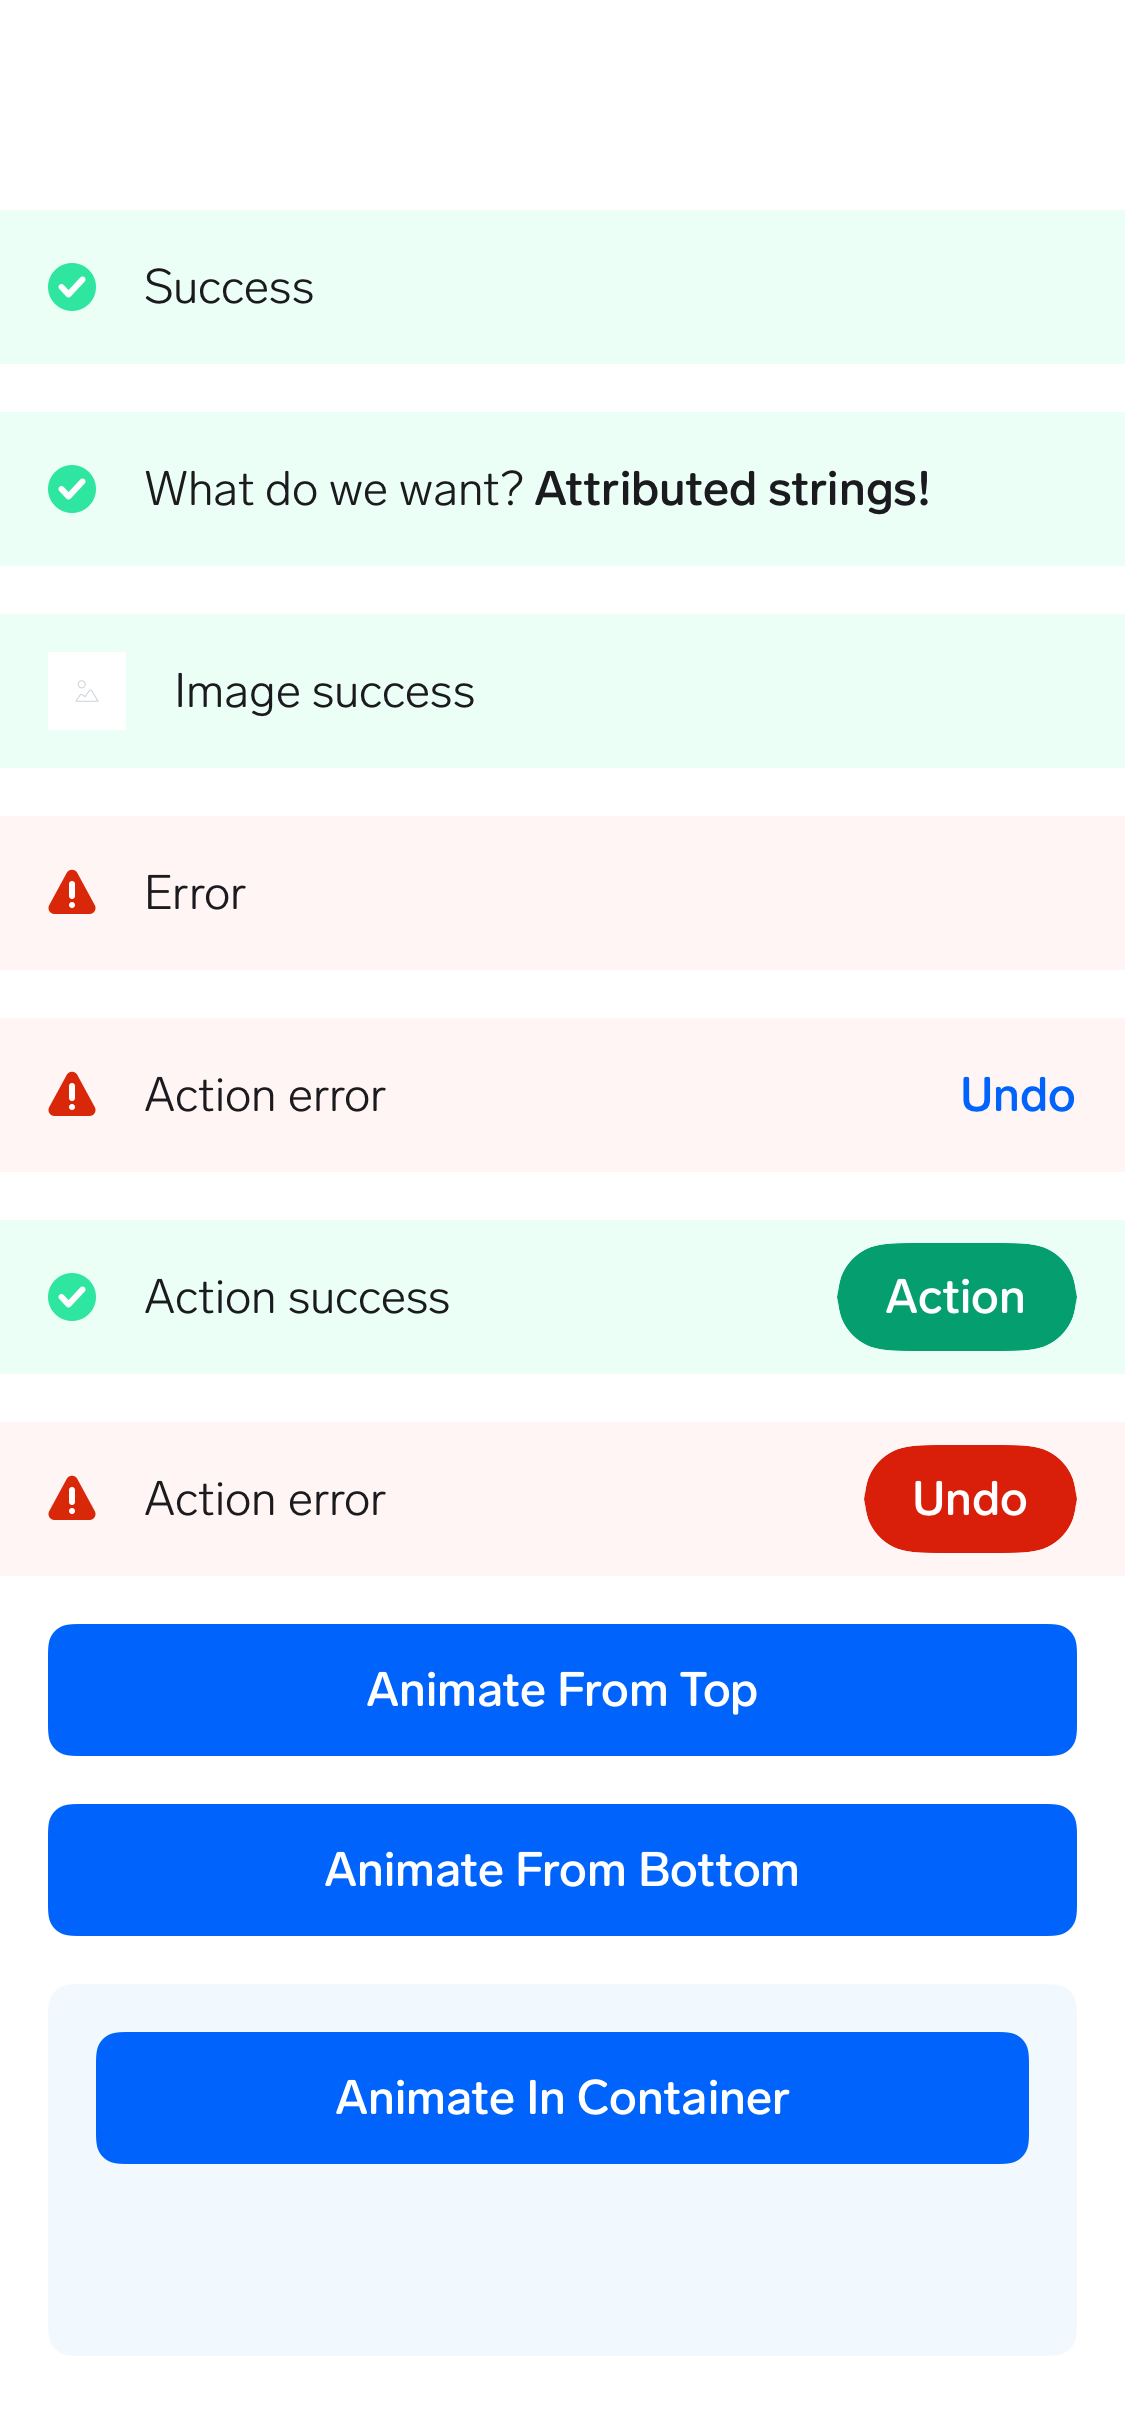 Success
What do we want? Attributed strings!
Image success
Error
Action error Undo
Action success Action
Action error Undo
Animate From Top
Animate From Bottom
Animate In Container